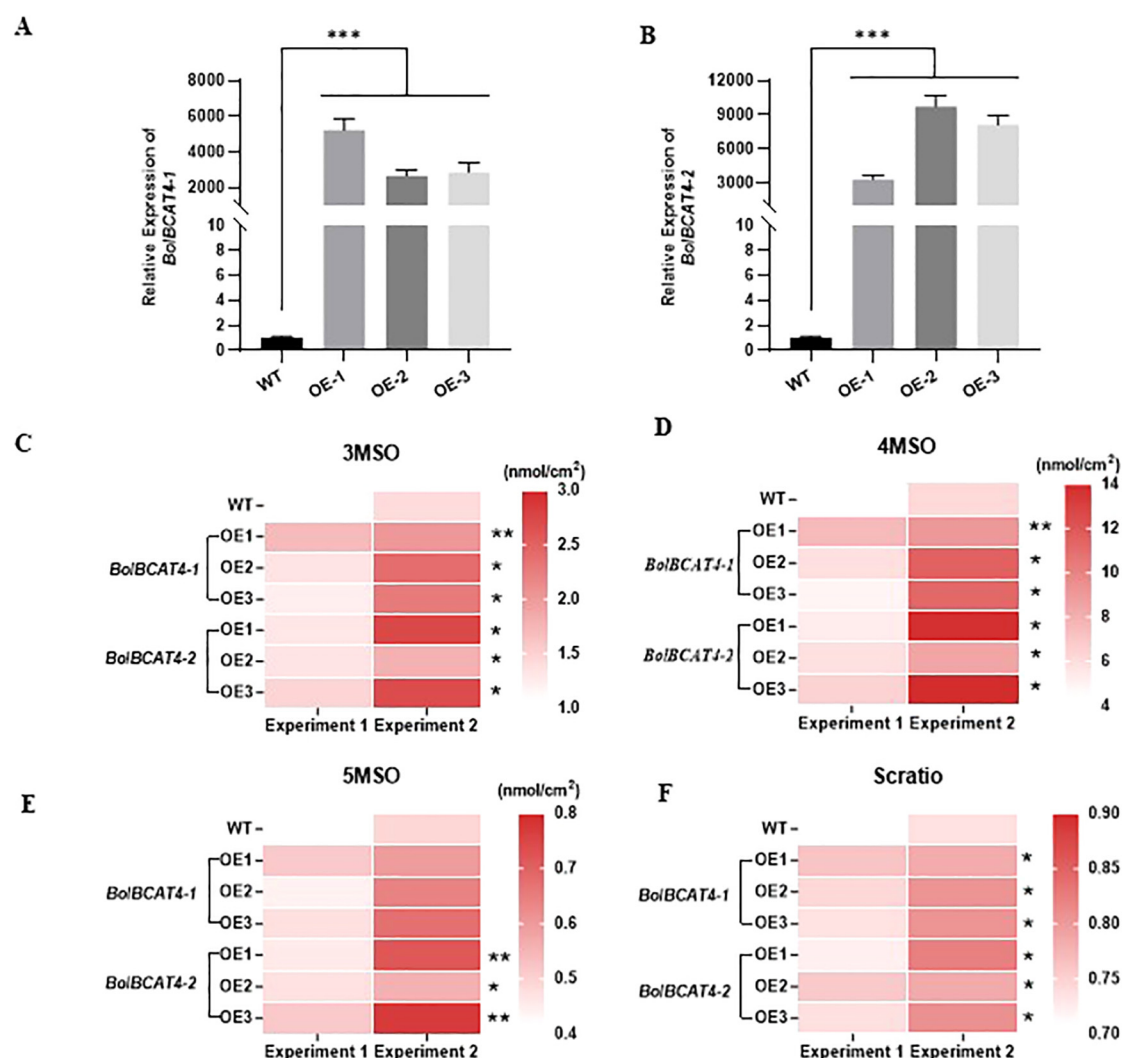 A
***
8000
6000
4000
2000
10
8
6
4
2
0
Relative Expression of
BolBCAT4-1
WT
OE-1
OE-2
OE-3
B
***
12000
9000
6000
3000
10
8
6
4
2
0
Relative Expression of
BolBCAT4-2
WT
OE-1
OE-2
OE-3
C
3MSO
(nmol/cm²)
WT
OE1
**
OE2
*
OE3
*
OE1
*
OE2
*
OE3
*
BolBCAT4-1
BolBCAT4-2
Experiment 1 Experiment 2
3.0
2.5
2.0
1.5
1.0
D
4MSO
(nmol/cm²)
WT
OE1
**
OE2
*
OE3
*
OE1
*
OE2
*
OE3
*
BolBCAT4-1
BolBCAT4-2
Experiment 1 Experiment 2
14
12
10
8
6
4
E
5MSO
(nmol/cm²)
WT
OE1
OE2
OE3
OE1
**
OE2
*
OE3
**
BolBCAT4-1
BolBCAT4-2
Experiment 1 Experiment 2
0.8
0.7
0.6
0.5
0.4
F
Scratio
WT
OE1
*
OE2
*
OE3
*
OE1
*
OE2
*
OE3
*
BolBCAT4-1
BolBCAT4-2
Experiment 1 Experiment 2
0.90
0.85
0.80
0.75
0.70